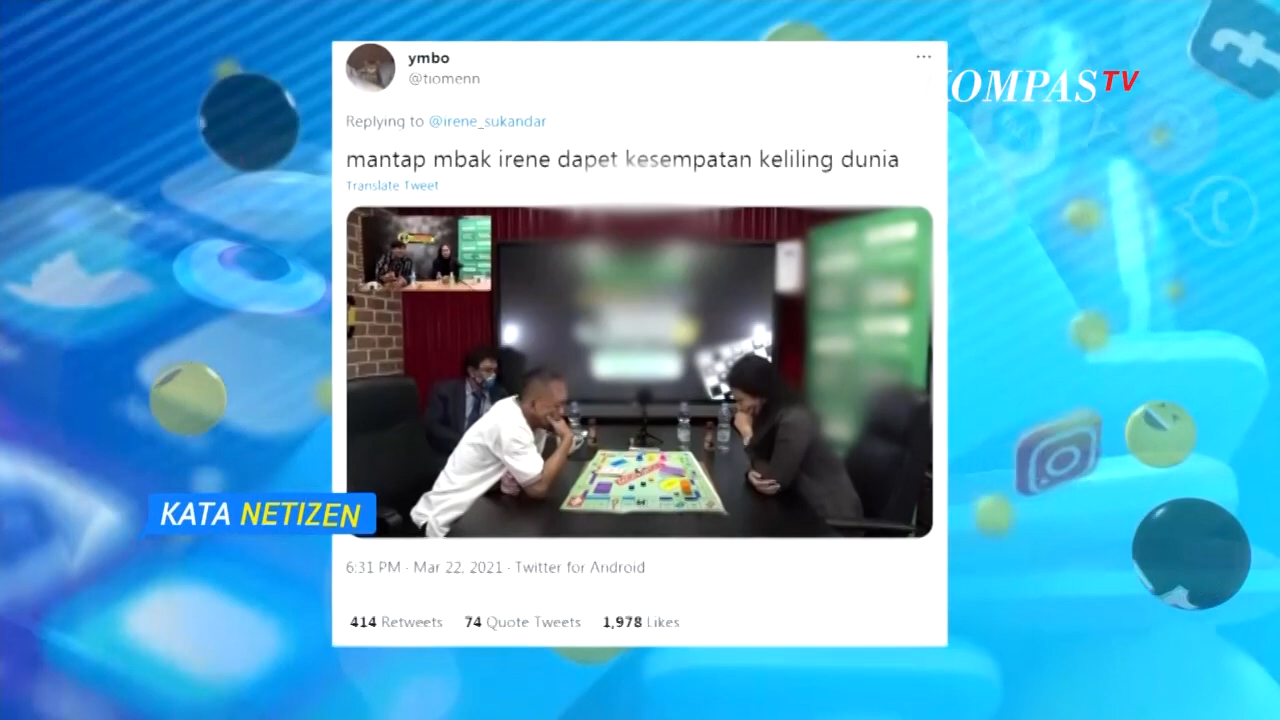 ymbo
@tiomenn
KOMPAS TV
Replying to @irene_sukandar
mantap mbak irene dapet kesempatan keliling dunia
Translate Tweet
KATA NETIZEN
6:31 PM · Mar 22, 2021 · Twitter for Android
414 Retweets 74 Quote Tweets 1,978 Likes